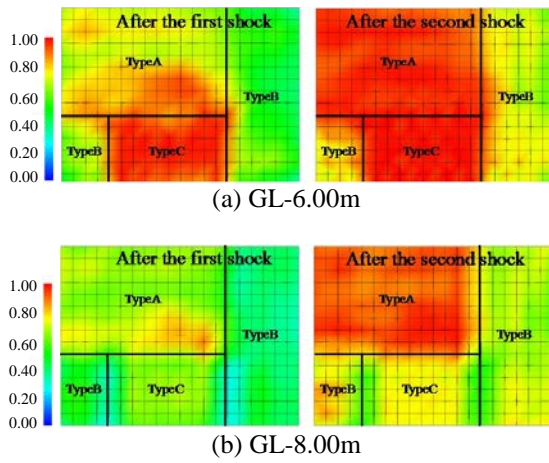 After the first shock
After the second shock
1.00
0.80
0.60
0.40
0.20
0.00
TypeA
TypeB
TypeB
TypeC
TypeA
TypeB
TypeB
TypeC
(a) GL-6.00m
After the first shock
After the second shock
1.00
0.80
0.60
0.40
0.20
0.00
TypeA
TypeB
TypeB
TypeC
TypeA
TypeB
TypeB
TypeC
(b) GL-8.00m